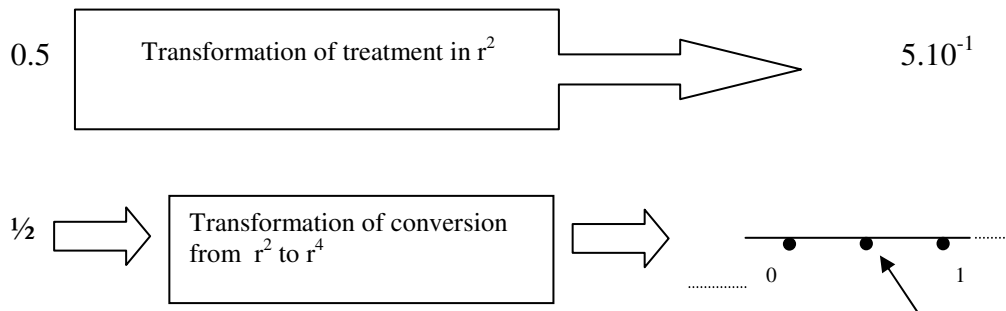 0.5 Transformation of treatment in r² 5.10⁻¹
½ Transformation of conversion
from r² to r⁴
0 1